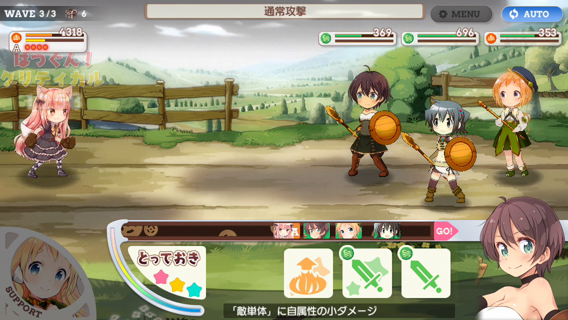 WAVE 3/3 6
通常攻撃
MENU
AUTO
4318
A
369
696
353
ばつぐん!
クリティカル
GO!
とっておき
SUPPORT
「敵単体」に自属性の小ダメージ